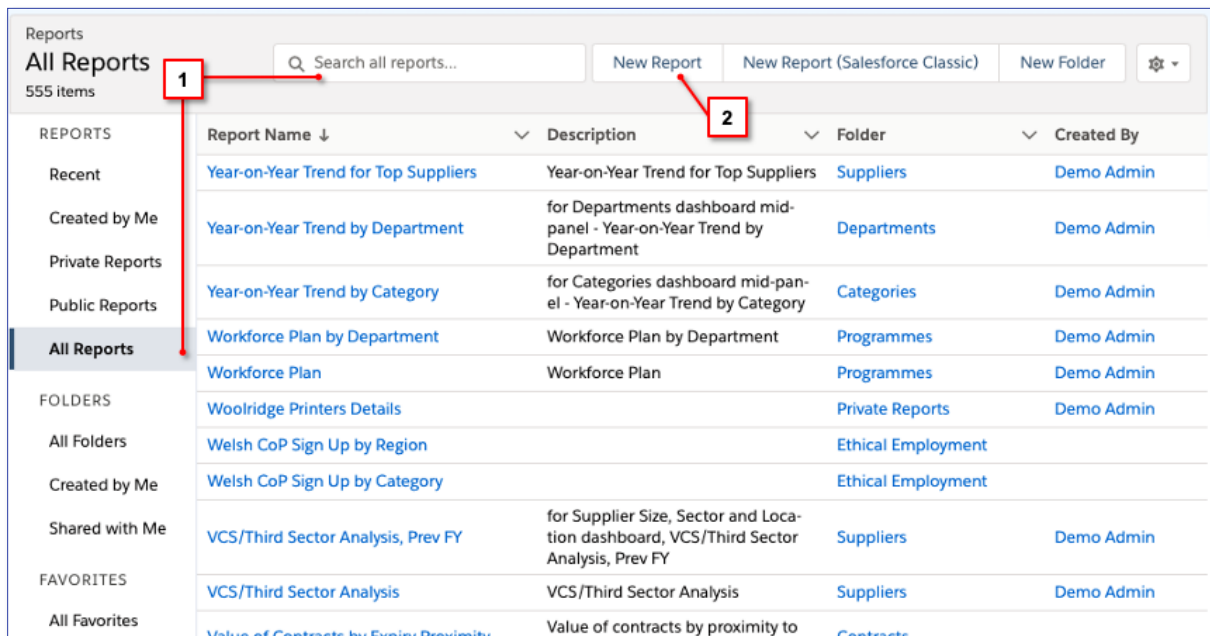 Reports
All Reports
555 items
1
Search all reports...
New Report
New Report (Salesforce Classic)
New Folder
2
REPORTS
Recent
Created by Me
Private Reports
Public Reports
All Reports
FOLDERS
All Folders
Created by Me
Shared with Me
FAVORITES
All Favorites
Report Name ↓ Description Folder Created By
Year-on-Year Trend for Top Suppliers Year-on-Year Trend for Top Suppliers Suppliers Demo Admin
for Departments dashboard mid-
Year-on-Year Trend by Department panel - Year-on-Year Trend by Departments Demo Admin
Department
for Categories dashboard mid-pan-
Year-on-Year Trend by Category el - Year-on-Year Trend by Category Categories Demo Admin
Workforce Plan by Department Workforce Plan by Department Programmes Demo Admin
Workforce Plan Workforce Plan Programmes Demo Admin
Woolridge Printers Details Private Reports Demo Admin
Welsh CoP Sign Up by Region Ethical Employment
Welsh CoP Sign Up by Category Ethical Employment
for Supplier Size, Sector and Loca-
VCS/Third Sector Analysis, Prev FY tion dashboard, VCS/Third Sector Suppliers Demo Admin
Analysis, Prev FY
VCS/Third Sector Analysis VCS/Third Sector Analysis Suppliers Demo Admin
Value of contracts by proximity to
Value of Contracts by Expiry Proximity Contracts